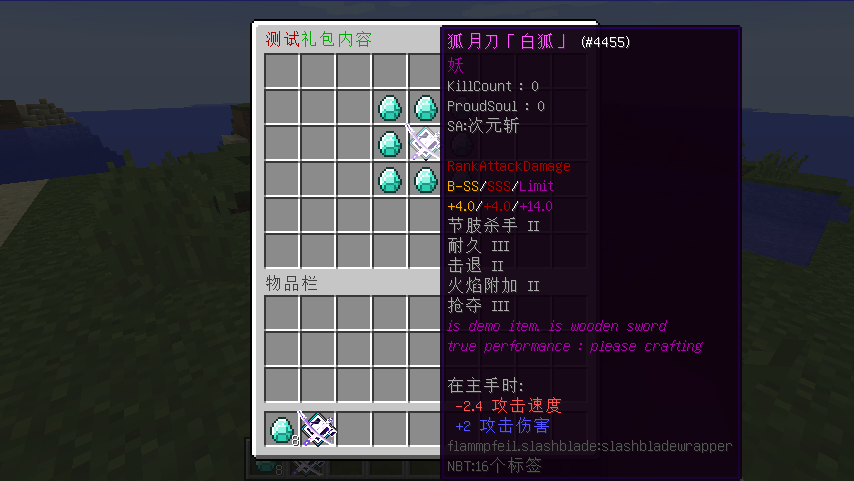 测试礼包内容
狐月刀「白狐」 (#4455)
妖
KillCount : 0
ProudSoul : 0
SA:次元斩
RankAttackDamage
B-SS/SSS/Limit
+4.0/+4.0/+14.0
节肢杀手 II
耐久 III
击退 II
火焰附加 II
抢夺 III
is demo item. is wooden sword
true performance : please crafting
物品栏
在主手时:
-2.4 攻击速度
+2 攻击伤害
8
flammpfeil.slashblade:slashbladewrapper
NBT:16个标签
8